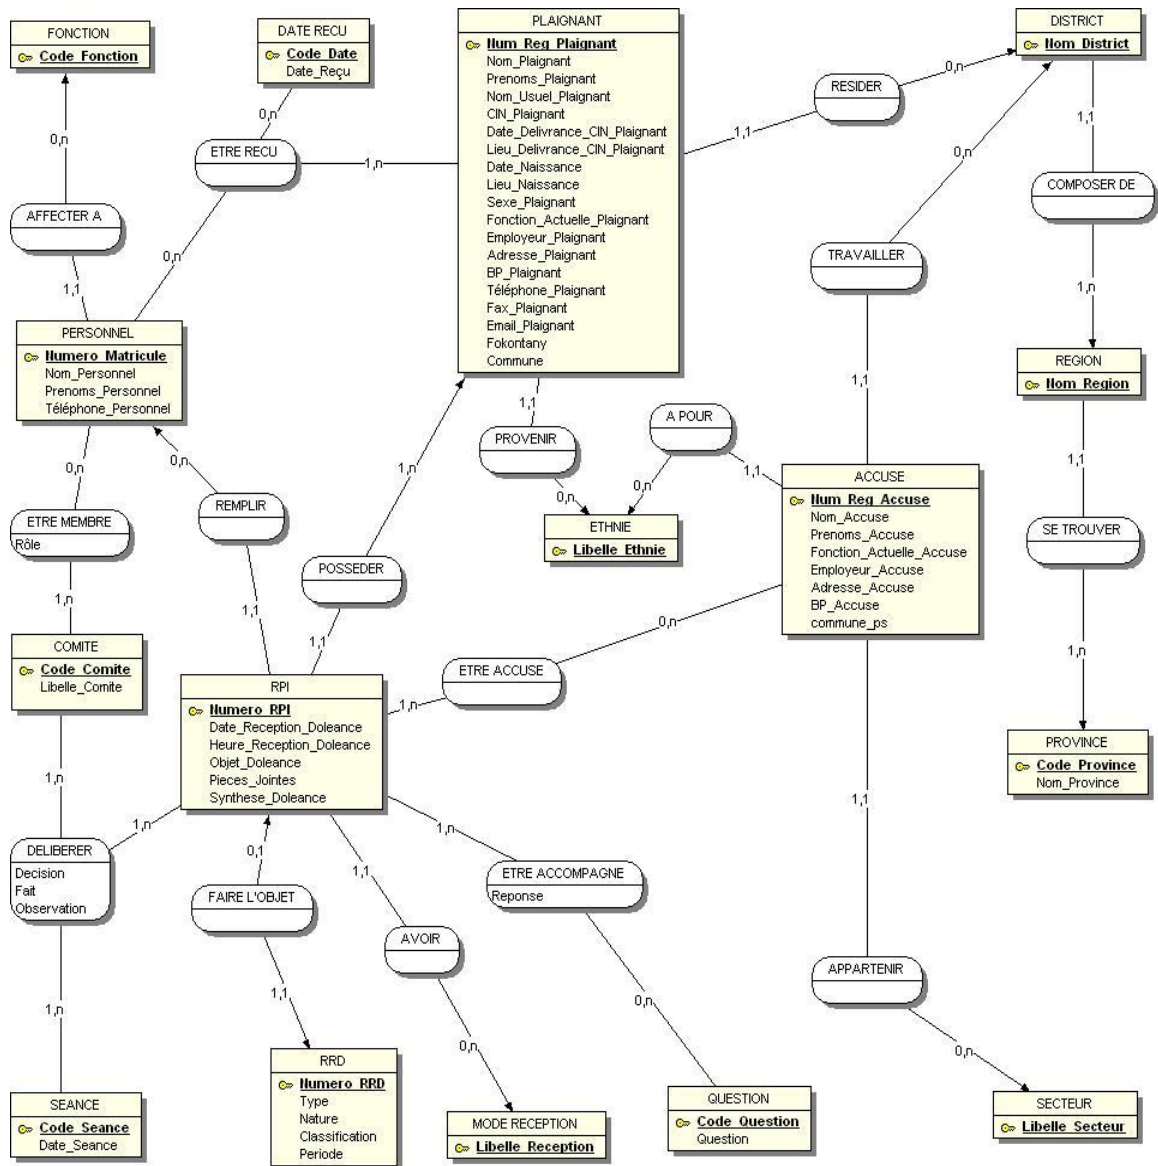 FONCTION
Code_Fonction
DATE RECU
Code_Date
Date_Reçu
PLAIGNANT
Num_Reg_Plaignant
Nom_Plaignant
Prenoms_Plaignant
Nom_Usuel_Plaignant
CIN_Plaignant
Date_Delivrance_CIN_Plaignant
Lieu_Delivrance_CIN_Plaignant
Date_Naissance
Lieu_Naissance
Sexe_Plaignant
Fonction_Actuelle_Plaignant
Employeur_Plaignant
Adresse_Plaignant
BP_Plaignant
Téléphone_Plaignant
Fax_Plaignant
Email_Plaignant
Fokontany
Commune
DISTRICT
Nom_District
RESIDER
0,n
1,1
0,n
0,n
ETRE RECU
1,n
0,n
AFFECTER A
1,1
1,1
COMPOSER DE
1,n
0,n
TRAVAILLER
1,1
PERSONNEL
Numero_Matricule
Nom_Personnel
Prenoms_Personnel
Téléphone_Personnel
REGION
Nom_Region
1,1
PROVENIR
0,n
A POUR
1,1
0,n
ETHNIE
Libelle_Ethnie
ACCUSE
Num_Reg_Accuse
Nom_Accuse
Prenoms_Accuse
Fonction_Actuelle_Accuse
Employeur_Accuse
Adresse_Accuse
BP_Accuse
commune_ps
1,1
SE TROUVER
1,n
0,n
ETRE MEMBRE
Rôle
1,n
0,n
REMPLIR
1,1
1,n
POSSEDER
1,1
COMITE
Code_Comite
Libelle_Comite
0,n
ETRE ACCUSE
1,n
RPI
Numero_RPI
Date_Reception_Doleance
Heure_Reception_Doleance
Objet_Doleance
Pieces_Jointes
Synthese_Doleance
PROVINCE
Code_Province
Nom_Province
1,n
1,n
DELIBERER
Decision
Fait
Observation
1,n
0,1
FAIRE L'OBJET
1,1
1,1
AVOIR
0,n
1,n
ETRE ACCOMPAGNE
Reponse
0,n
1,1
APPARTENIR
0,n
SEANCE
Code_Seance
Date_Seance
RRD
Numero_RRD
Type
Nature
Classification
Periode
MODE RECEPTION
Libelle_Reception
QUESTION
Code_Question
Question
SECTEUR
Libelle_Secteur